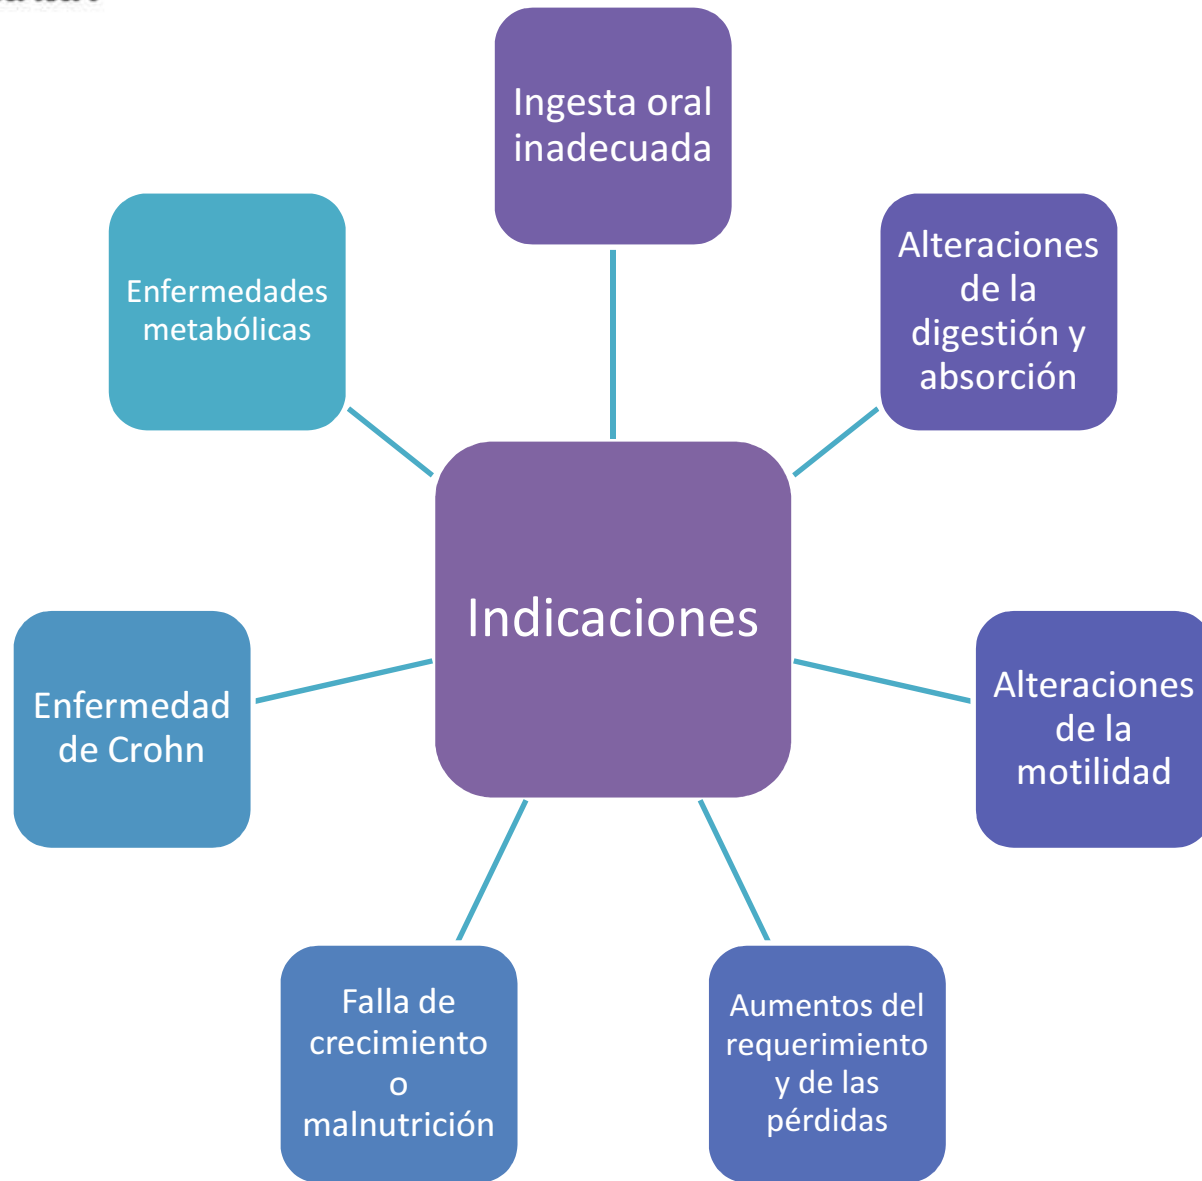 Ingesta oral
inadecuada
Alteraciones
de la
digestión y
absorción
Enfermedades
metabólicas
Indicaciones
Enfermedad
de Crohn
Alteraciones
de la
motilidad
Falla de
crecimiento
o
malnutrición
Aumentos del
requerimiento
y de las
pérdidas